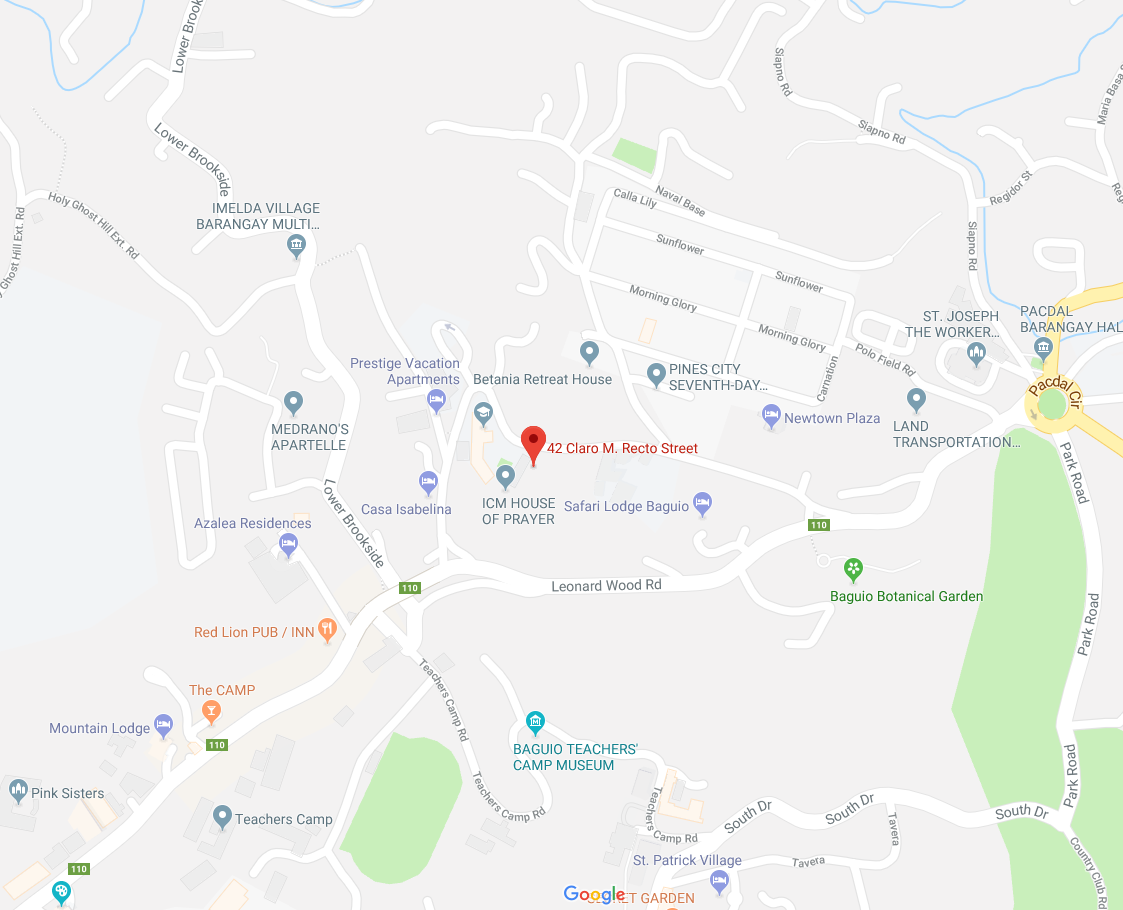 Lower Brook
Siapno Rd
Maria Basa S
Siapno Rd
Lower Brookside
Holy Ghost Hill Ext. Rd
IMELDA VILLAGE
BARANGAY MULTI...
Calla Lily
Naval Base
Regidor St
Reg
Ghost Hill Ext. Rd
Sunflower
Siapno Rd
Sunflower
Morning Glory
Morning Glory
ST. JOSEPH
THE WORKER...
PACDAL
BARANGAY HAL
Polo Field Rd
Prestige Vacation
Apartments
Betania Retreat House
PINES CITY
SEVENTH-DAY...
Carnation
Pacdal Cir
MEDRANO'S
APARTELLE
Newtown Plaza
LAND
TRANSPORTATION...
42 Claro M. Recto Street
Park Road
Lower Brookside
Casa Isabelina
ICM HOUSE
OF PRAYER
Safari Lodge Baguio
Azalea Residences
110
110
Leonard Wood Rd
Baguio Botanical Garden
Red Lion PUB / INN
Park Road
The CAMP
Teachers Camp Rd
Mountain Lodge
110
BAGUIO TEACHERS'
CAMP MUSEUM
Park Road
Pink Sisters
Teachers Camp
Teachers Camp Rd
Teachers
Camp Rd
South Dr
South Dr
South Dr
Tavera
110
St. Patrick Village
Tavera
Country Club Rd
Google
RET GARDEN